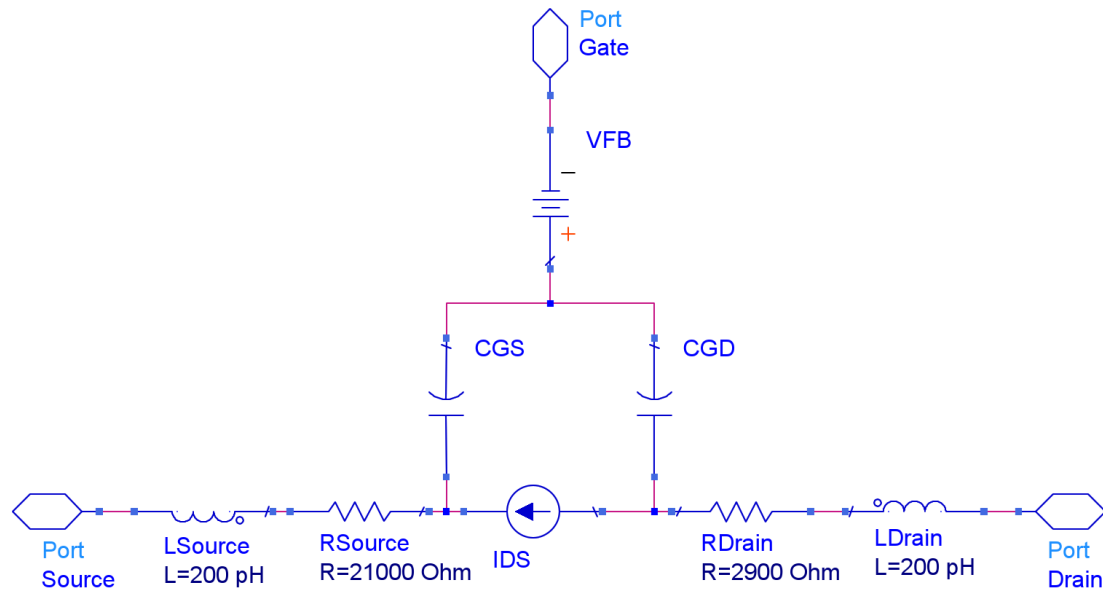 Port
Gate
VFB
−
+
CGS
CGD
Port
Source
LSource
L=200 pH
RSource
R=21000 Ohm
IDS
RDrain
R=2900 Ohm
LDrain
L=200 pH
Port
Drain